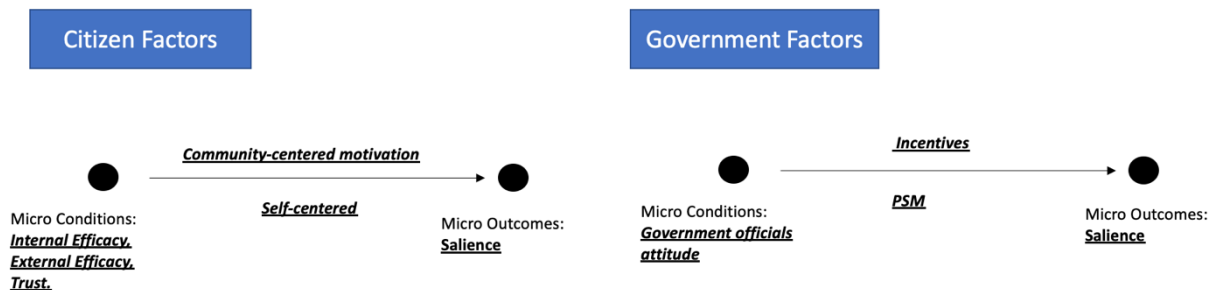 Citizen Factors
Government Factors
Community-centered motivation
Self-centered
Micro Conditions:
Internal Efficacy,
External Efficacy,
Trust.
Micro Outcomes:
Salience
Incentives
PSM
Micro Conditions:
Government officials
attitude
Micro Outcomes:
Salience